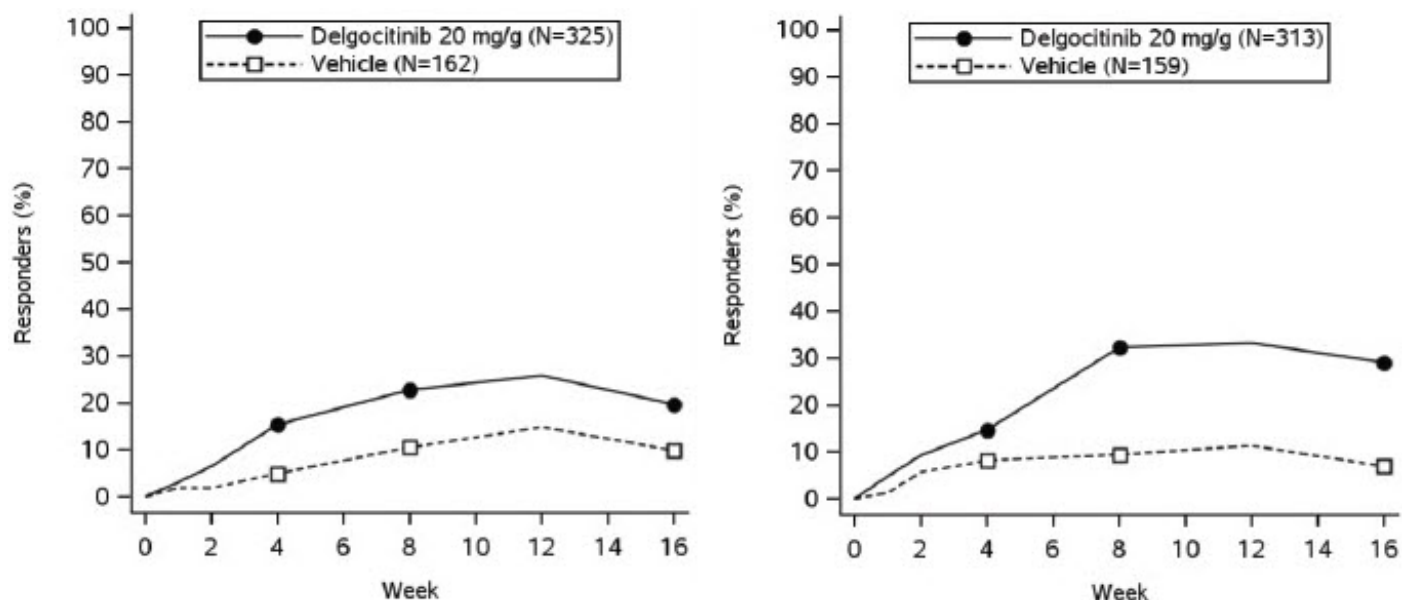 Delgocitinib 20 mg/g (N=325)
Vehicle (N=162)
Responders (%)
100
90
80
70
60
50
40
30
20
10
0
0 2 4 6 8 10 12 14 16
Week
Delgocitinib 20 mg/g (N=313)
Vehicle (N=159)
Responders (%)
100
90
80
70
60
50
40
30
20
10
0
0 2 4 6 8 10 12 14 16
Week